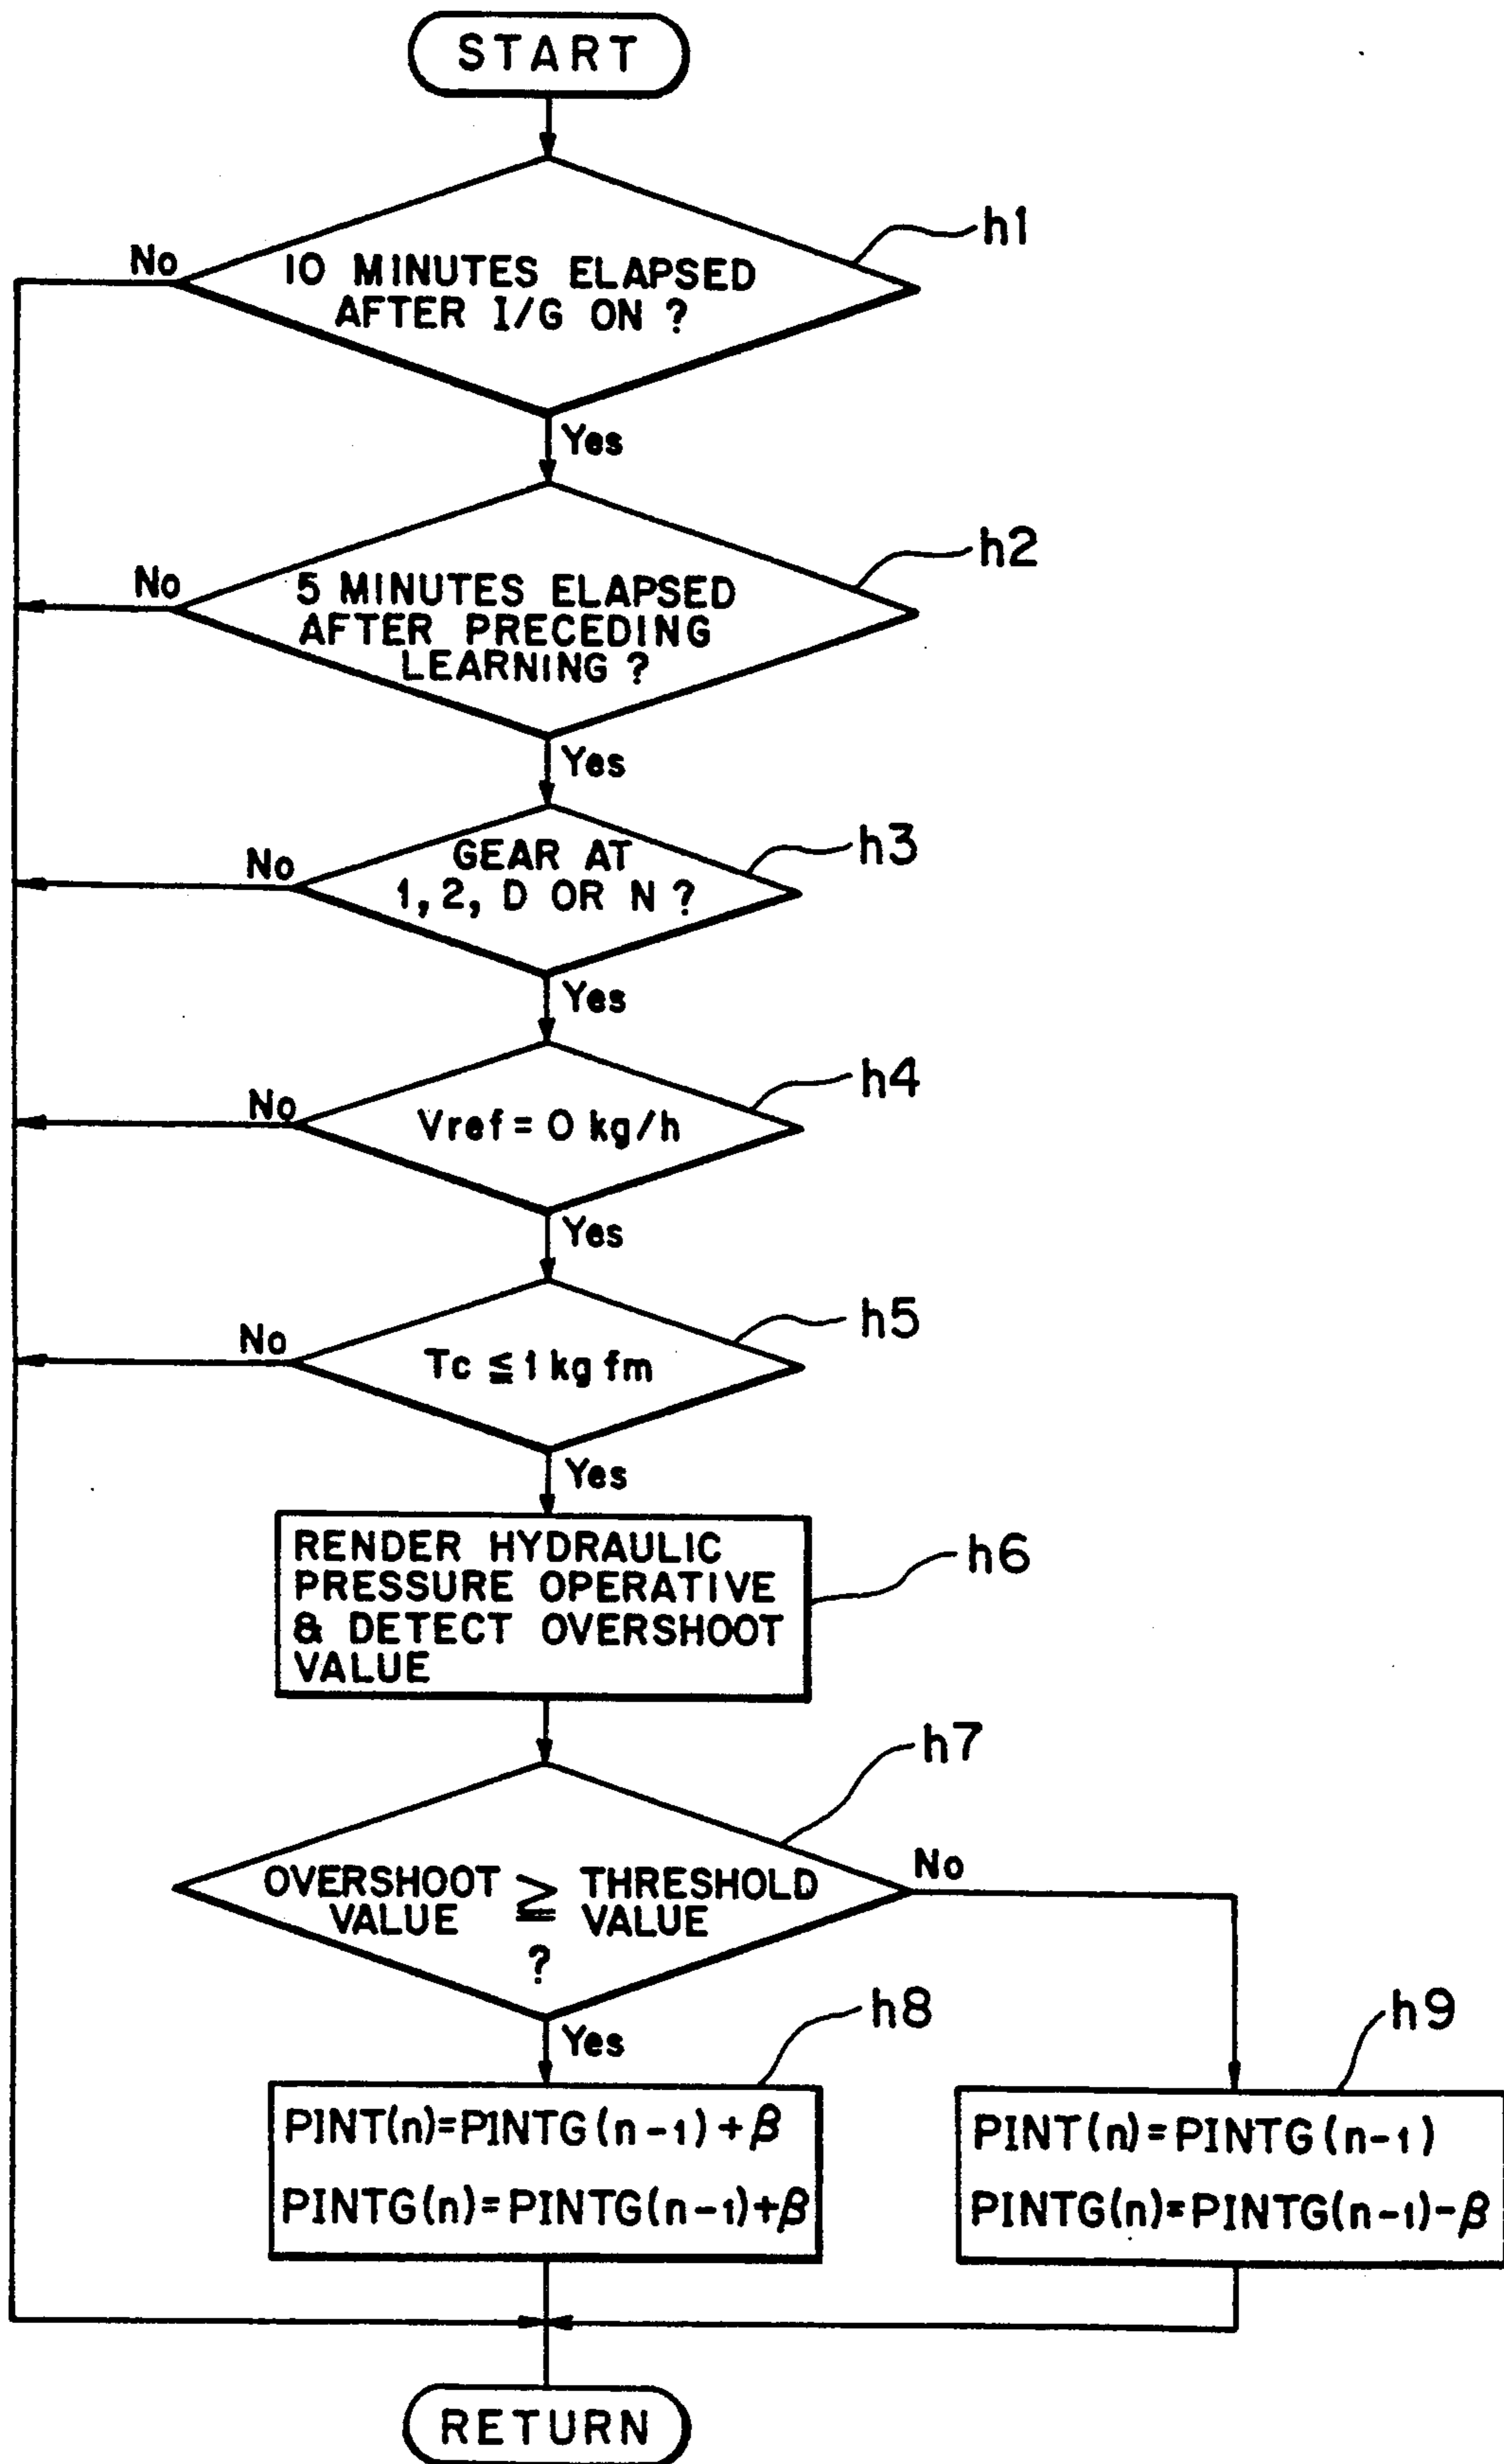 START
h1
No
10 MINUTES ELAPSED
AFTER I/G ON ?
Yes
h2
No
5 MINUTES ELAPSED
AFTER PRECEDING
LEARNING ?
Yes
h3
No
GEAR AT
1, 2, D OR N ?
Yes
h4
No
Vref = 0 kg/h
Yes
h5
No
Tc ≦ 1 kg fm
Yes
RENDER HYDRAULIC
PRESSURE OPERATIVE
& DETECT OVERSHOOT
VALUE
h6
h7
OVERSHOOT VALUE ≧ THRESHOLD VALUE
?
No
Yes
h8
h9
PINT(n)=PINTG(n-1)+β
PINTG(n)=PINTG(n-1)+β
PINT(n)=PINTG(n-1)
PINTG(n)=PINTG(n-1)-β
RETURN